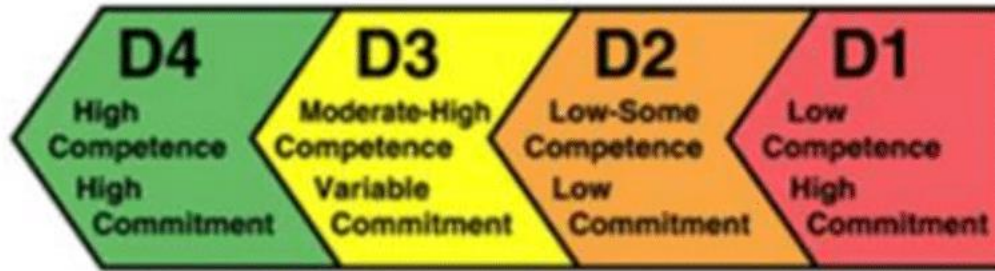 D4
High
Competence
High
Commitment
D3
Moderate-High
Competence
Variable
Commitment
D2
Low-Some
Competence
Low
Commitment
D1
Low
Competence
High
Commitment